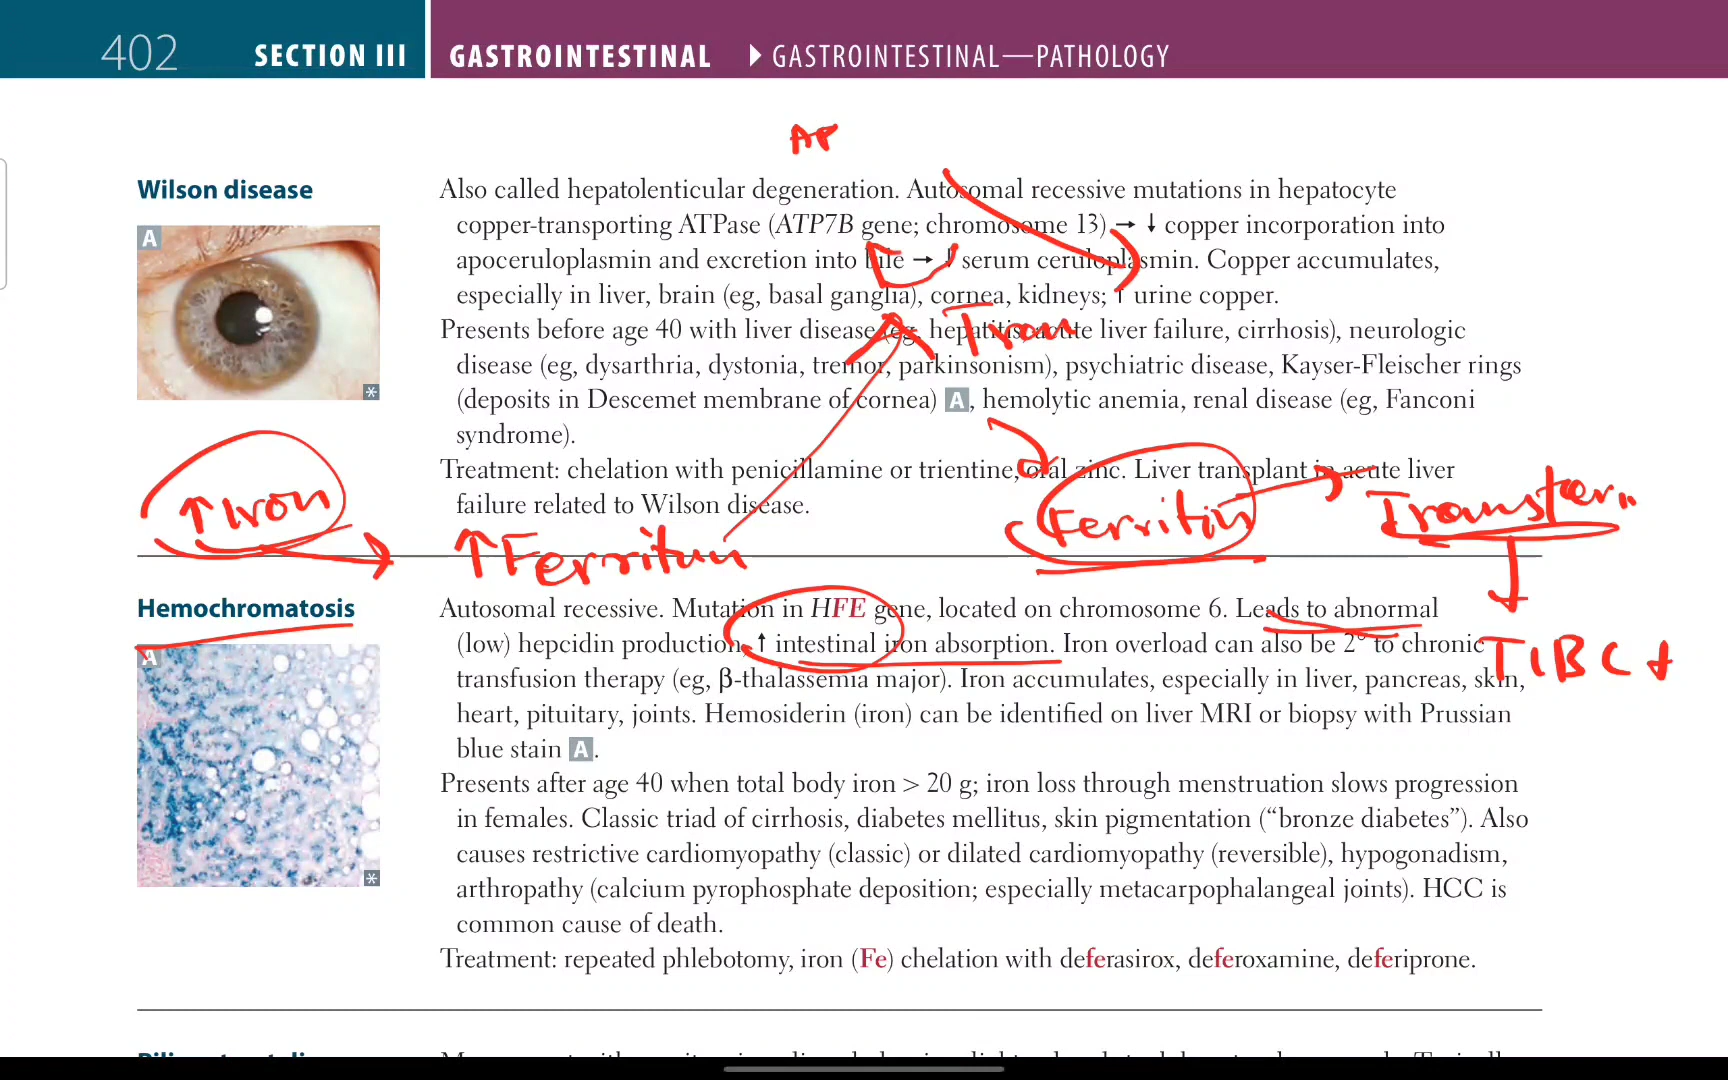 402 SECTION III GASTROINTESTINAL ▶ GASTROINTESTINAL—PATHOLOGY
AP
Wilson disease
A
Also called hepatolenticular degeneration. Autosomal recessive mutations in hepatocyte
copper-transporting ATPase (ATP7B gene; chromosome 13) → ↓ copper incorporation into
apoceruloplasmin and excretion into bile → ↓ serum ceruloplasmin. Copper accumulates,
especially in liver, brain (eg, basal ganglia), cornea, kidneys; ↑ urine copper.
Presents before age 40 with liver disease (eg, hepatitis, acute liver failure, cirrhosis), neurologic
disease (eg, dysarthria, dystonia, tremor, parkinsonism), psychiatric disease, Kayser-Fleischer rings
(deposits in Descemet membrane of cornea) A, hemolytic anemia, renal disease (eg, Fanconi
syndrome).
Treatment: chelation with penicillamine or trientine, oral zinc. Liver transplant in acute liver
failure related to Wilson disease.
Iron
↑ Iron
↑ Ferritin
Ferritin
TIBC ↓
Hemochromatosis
A
Autosomal recessive. Mutation in HFE gene, located on chromosome 6. Leads to abnormal
(low) hepcidin production, ↑ intestinal iron absorption. Iron overload can also be 2° to chronic
transfusion therapy (eg, β-thalassemia major). Iron accumulates, especially in liver, pancreas, skin,
heart, pituitary, joints. Hemosiderin (iron) can be identified on liver MRI or biopsy with Prussian
blue stain A.
Presents after age 40 when total body iron > 20 g; iron loss through menstruation slows progression
in females. Classic triad of cirrhosis, diabetes mellitus, skin pigmentation (“bronze diabetes”). Also
causes restrictive cardiomyopathy (classic) or dilated cardiomyopathy (reversible), hypogonadism,
arthropathy (calcium pyrophosphate deposition; especially metacarpophalangeal joints). HCC is
common cause of death.
Treatment: repeated phlebotomy, iron (Fe) chelation with deferasirox, deferoxamine, deferiprone.